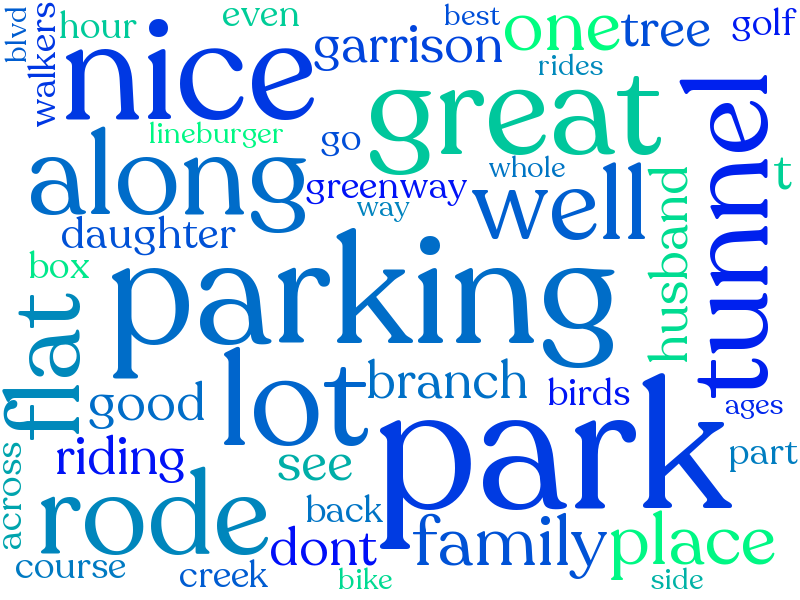 blvd
walkers
hour
even
best
golf
nice
garrison
one
tree
rides
lineburger
go
great
tunnel
along
whole
t
greenway
well
way
daughter
husband
box
parking
flat
lot
branch
good
birds
ages
park
riding
see
part
across
rode
back
dont
family
place
course
creek
bike
side